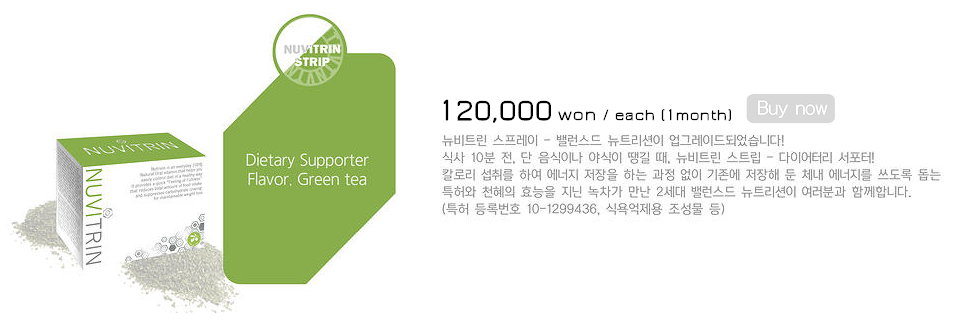 NUVITRIN
STRIP
NUVITRIN
NUVITRIN
Dietary Supporter
Flavor. Green tea
120,000 won / each (1month)
Buy now
뉴비트린 스프레이 - 밸런스드 뉴트리션이 업그레이드되었습니다!
식사 10분 전, 단 음식이나 야식이 땡길 때, 뉴비트린 스트립 - 다이어터리 서포터!
칼로리 섭취를 하여 에너지 저장을 하는 과정 없이 기존에 저장해 둔 체내 에너지를 쓰도록 돕는
특허와 천혜의 효능을 지닌 녹차가 만난 2세대 밸런스드 뉴트리션이 여러분과 함께합니다.
(특허 등록번호 10-1299436, 식욕억제용 조성물 등)